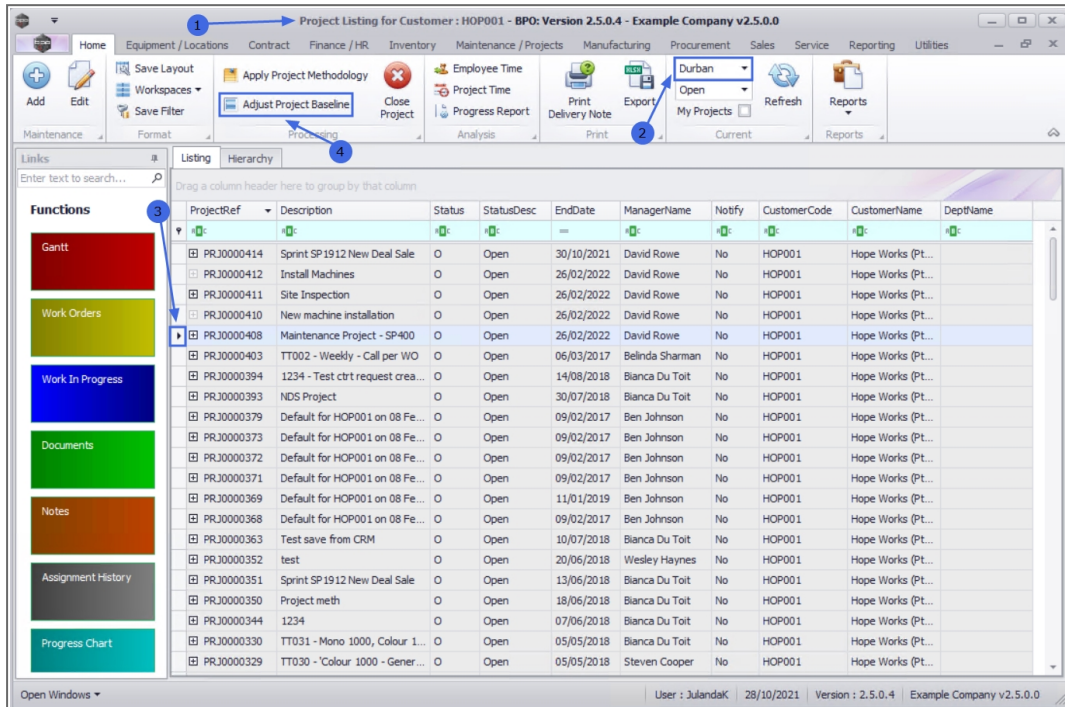 1
Project Listing for Customer : HOP001 - BPO: Version 2.5.0.4 - Example Company v2.5.0.0
Home Equipment / Locations Contract Finance / HR Inventory Maintenance / Projects Manufacturing Procurement Sales Service Reporting Utilities
Add
Edit
Maintenance
Save Layout
Workspaces
Save Filter
Format
Apply Project Methodology
Adjust Project Baseline
Close Project
Processing
4
Employee Time
Project Time
Progress Report
Analysis
Print Delivery Note
Export
Print
2
Durban
Open
My Projects
Refresh
Current
Reports
Reports
Links
Enter text to search...
Functions
3
Gantt
Work Orders
Work In Progress
Documents
Notes
Assignment History
Progress Chart
Listing Hierarchy
Drag a column header here to group by that column
ProjectRef Description Status StatusDesc EndDate ManagerName Notify CustomerCode CustomerName DeptName
PRJ0000414 Sprint SP1912 New Deal Sale O Open 30/10/2021 David Rowe No HOP001 Hope Works (Pt...
PRJ0000412 Install Machines O Open 26/02/2022 David Rowe No HOP001 Hope Works (Pt...
PRJ0000411 Site Inspection O Open 26/02/2022 David Rowe No HOP001 Hope Works (Pt...
PRJ0000410 New machine installation O Open 26/02/2022 David Rowe No HOP001 Hope Works (Pt...
PRJ0000408 Maintenance Project - SP400 O Open 26/02/2022 David Rowe No HOP001 Hope Works (Pt...
PRJ0000403 TT002 - Weekly - Call per WO O Open 06/03/2017 Belinda Sharman No HOP001 Hope Works (Pt...
PRJ0000394 1234 - Test ctrt request crea... O Open 14/08/2018 Bianca Du Toit No HOP001 Hope Works (Pt...
PRJ0000393 NDS Project O Open 30/07/2018 Bianca Du Toit No HOP001 Hope Works (Pt...
PRJ0000379 Default for HOP001 on 08 Fe... O Open 09/02/2017 Ben Johnson No HOP001 Hope Works (Pt...
PRJ0000373 Default for HOP001 on 08 Fe... O Open 09/02/2017 Ben Johnson No HOP001 Hope Works (Pt...
PRJ0000372 Default for HOP001 on 08 Fe... O Open 09/02/2017 Ben Johnson No HOP001 Hope Works (Pt...
PRJ0000371 Default for HOP001 on 08 Fe... O Open 09/02/2017 Ben Johnson No HOP001 Hope Works (Pt...
PRJ0000369 Default for HOP001 on 08 Fe... O Open 11/01/2019 Ben Johnson No HOP001 Hope Works (Pt...
PRJ0000368 Default for HOP001 on 08 Fe... O Open 09/02/2017 Ben Johnson No HOP001 Hope Works (Pt...
PRJ0000363 Test save from CRM O Open 10/07/2018 Bianca Du Toit No HOP001 Hope Works (Pt...
PRJ0000352 test O Open 20/06/2018 Wesley Haynes No HOP001 Hope Works (Pt...
PRJ0000351 Sprint SP1912 New Deal Sale O Open 13/06/2018 Bianca Du Toit No HOP001 Hope Works (Pt...
PRJ0000350 Project meth O Open 18/06/2018 Bianca Du Toit No HOP001 Hope Works (Pt...
PRJ0000344 1234 O Open 07/06/2018 Bianca Du Toit No HOP001 Hope Works (Pt...
PRJ0000330 TT031 - Mono 1000, Colour 1... O Open 05/05/2018 Bianca Du Toit No HOP001 Hope Works (Pt...
PRJ0000329 TT030 - 'Colour 1000 - Gener... O Open 05/05/2018 Steven Cooper No HOP001 Hope Works (Pt...
Open Windows User : JulandaK 28/10/2021 Version : 2.5.0.4 Example Company v2.5.0.0